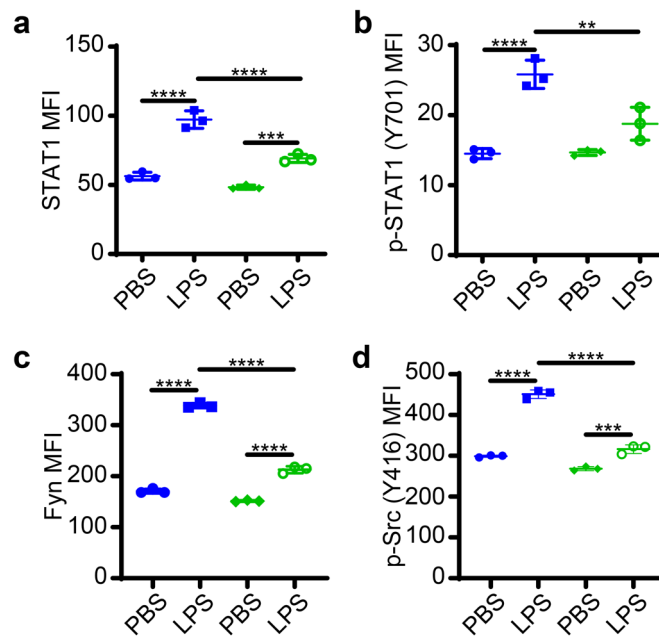 a
STAT1 MFI
150
100
50
0
****
****
***
PBS
LPS
PBS
LPS
b
p-STAT1 (Y701) MFI
30
20
10
0
****
**
PBS
LPS
PBS
LPS
c
Fyn MFI
400
300
200
100
0
****
****
****
PBS
LPS
PBS
LPS
d
p-Src (Y416) MFI
500
400
300
200
100
0
****
****
***
PBS
LPS
PBS
LPS